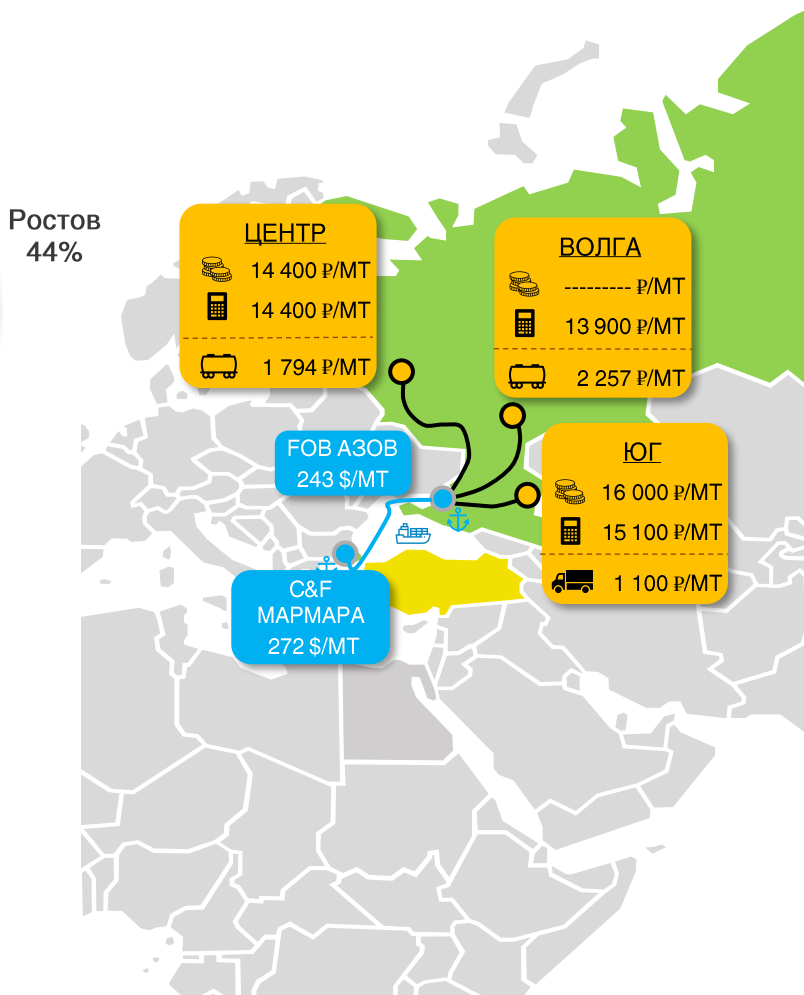 Ростов
44%
ЦЕНТР
14 400 ₽/МТ
14 400 ₽/МТ
1 794 ₽/МТ
ВОЛГА
--------- ₽/МТ
13 900 ₽/МТ
2 257 ₽/МТ
FOB АЗОВ
243 $/МТ
ЮГ
16 000 ₽/МТ
15 100 ₽/МТ
1 100 ₽/МТ
C&F
МАРМАРА
272 $/МТ